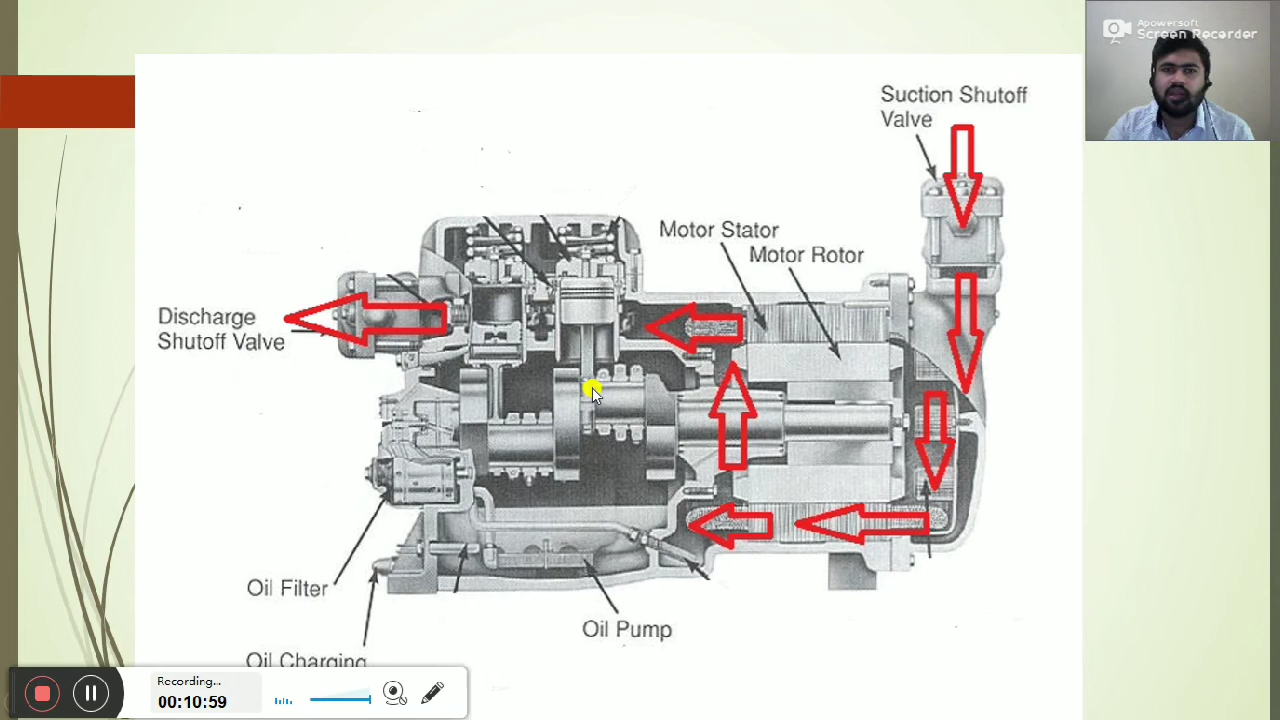 Apowersoft
Screen Recorder
Suction Shutoff
Valve
Motor Stator
Motor Rotor
Discharge
Shutoff Valve
Oil Filter
Oil Pump
Oil Charging
Recording...
00:10:59